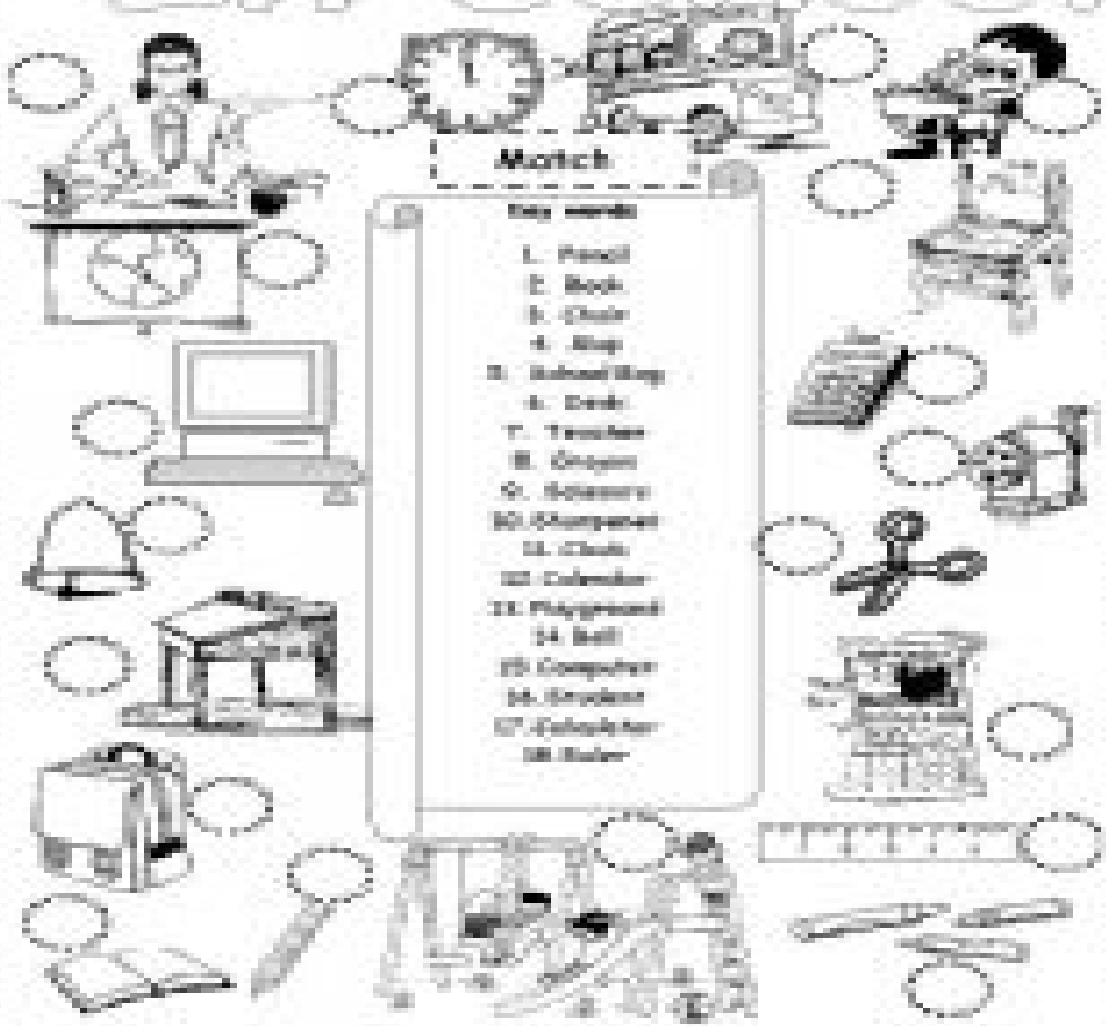 Match
Key words
1. Pencil
2. Book
3. Chair
4. Map
5. School Bag
6. Desk
7. Teacher
8. Crayon
9. Scissors
10. Sharpener
11. Clock
12. Calendar
13. Playground
14. Bell
15. Computer
16. Student
17. Calculator
18. Ruler